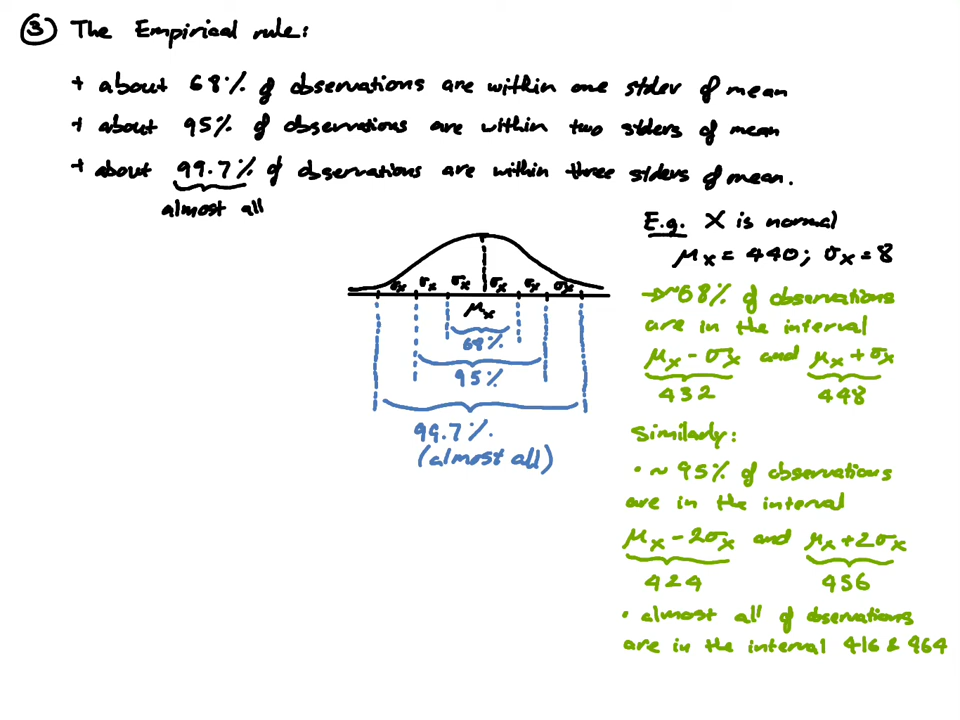 ③ The Empirical rule:
+ about 68% of observations are within one stdev of mean
+ about 95% of observations are within two stdevs of mean
+ about 99.7% of observations are within three stdevs of mean.
almost all
E.g. X is normal
μx = 440; σx = 8
→ ~68% of observations
are in the interval
μx - σx and μx + σx
432 448
Similarly:
• ~ 95% of observations
are in the interval
μx - 2σx and μx + 2σx
424 456
• almost all of observations
are in the interval 416 & 464
σx σx σx σx σx σx
μx
68%
95%
99.7%.
(almost all)